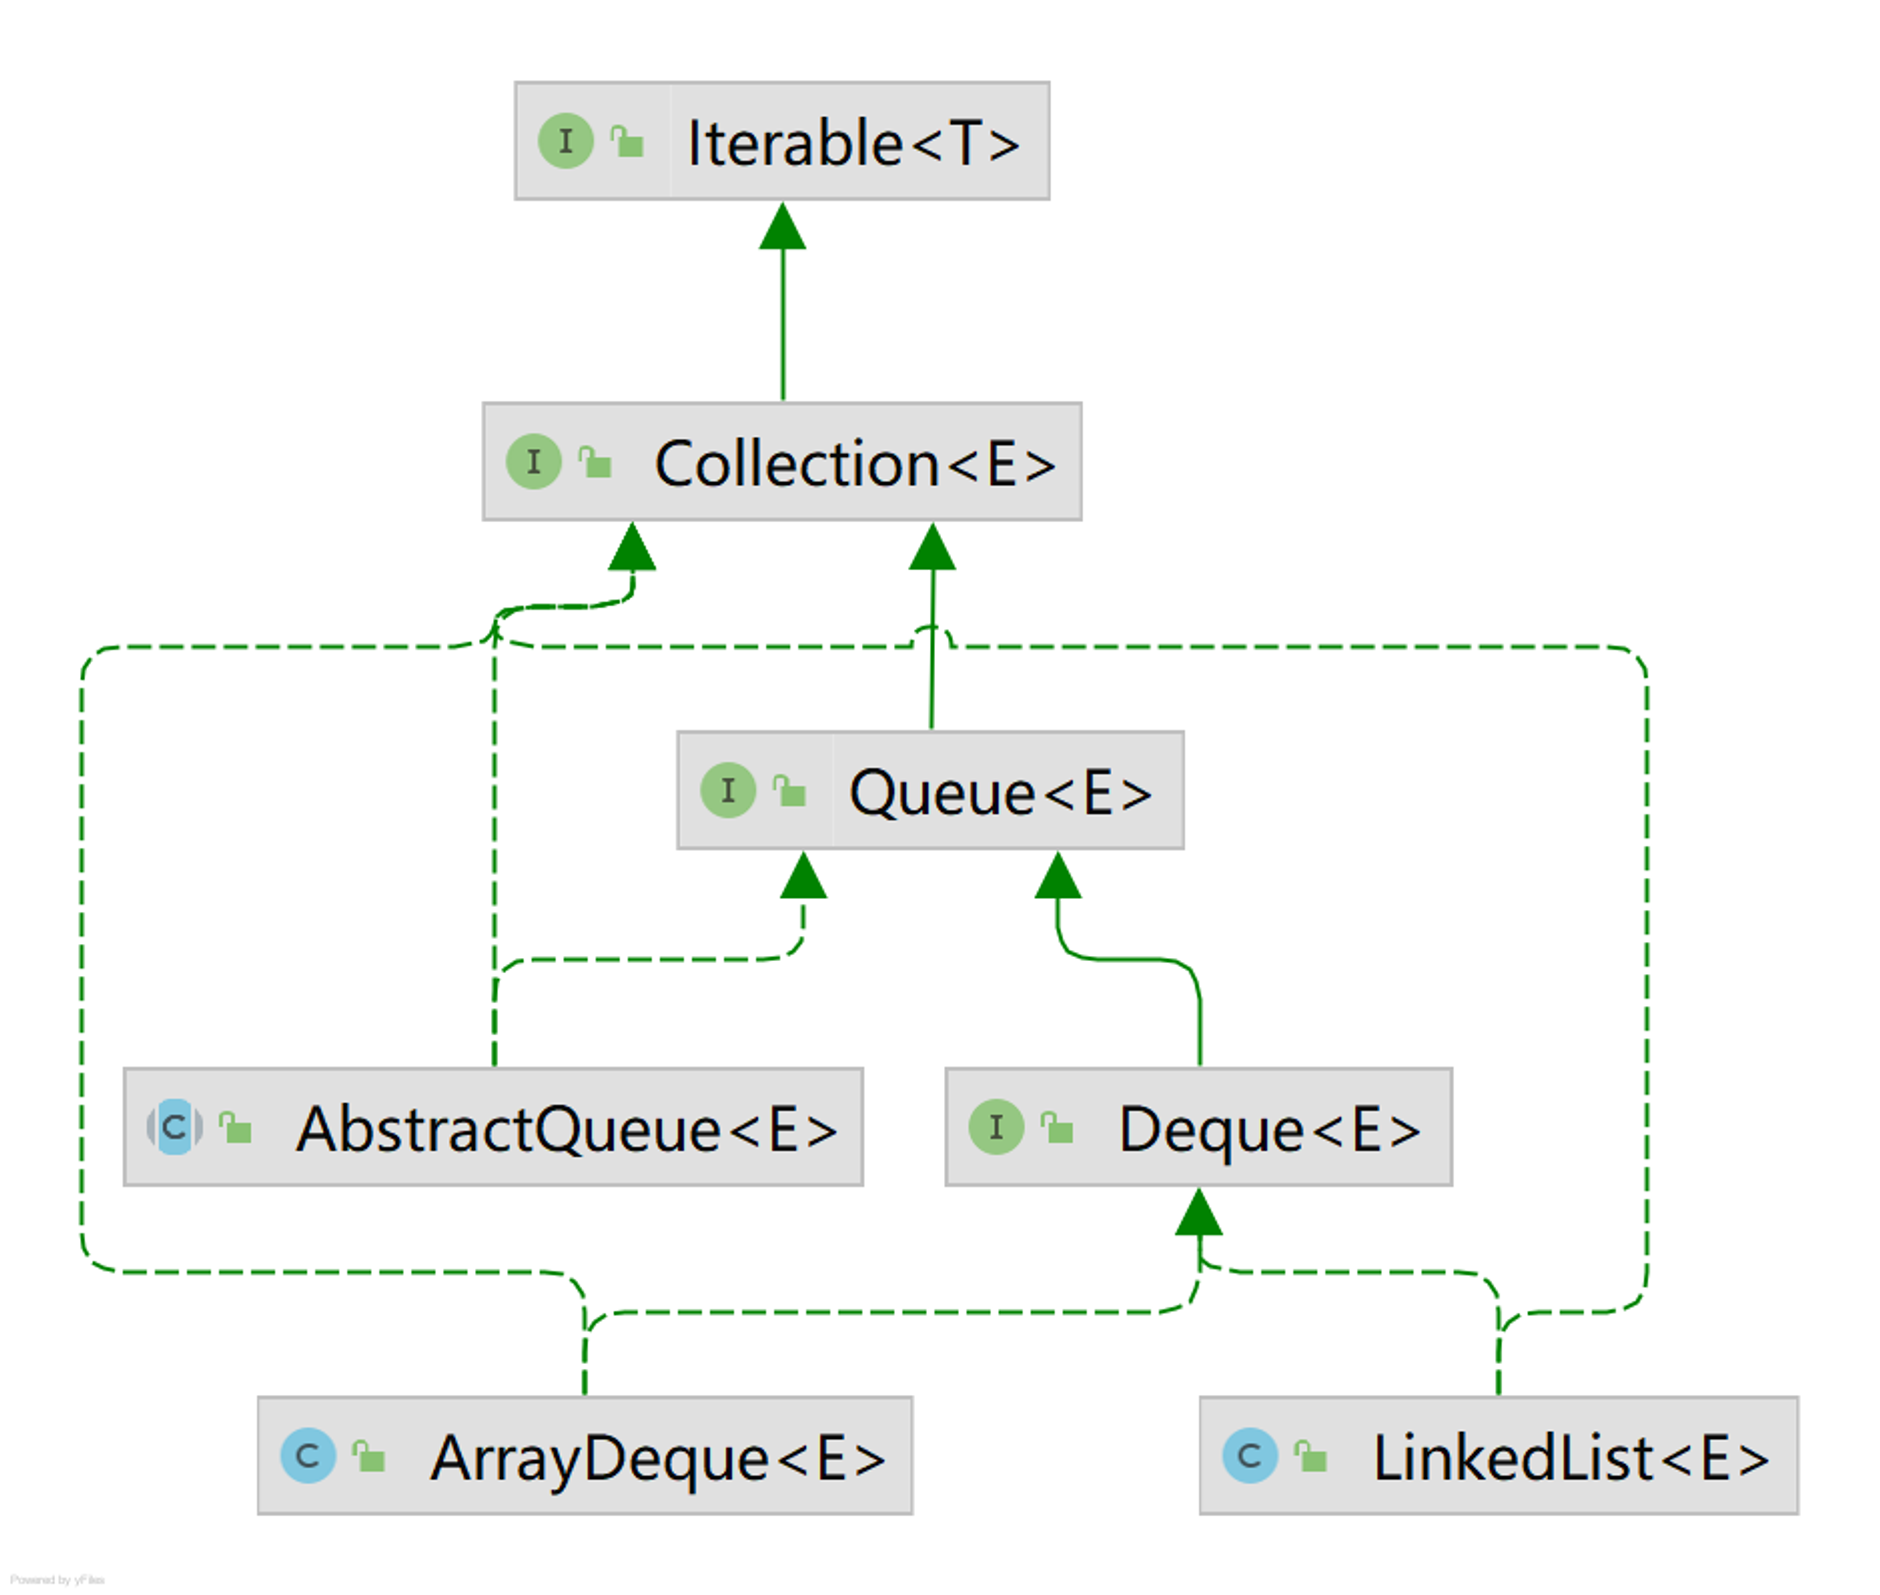 I Iterable<T>
I Collection<E>
I Queue<E>
C AbstractQueue<E>
I Deque<E>
C ArrayDeque<E>
C LinkedList<E>
Powered by yFiles